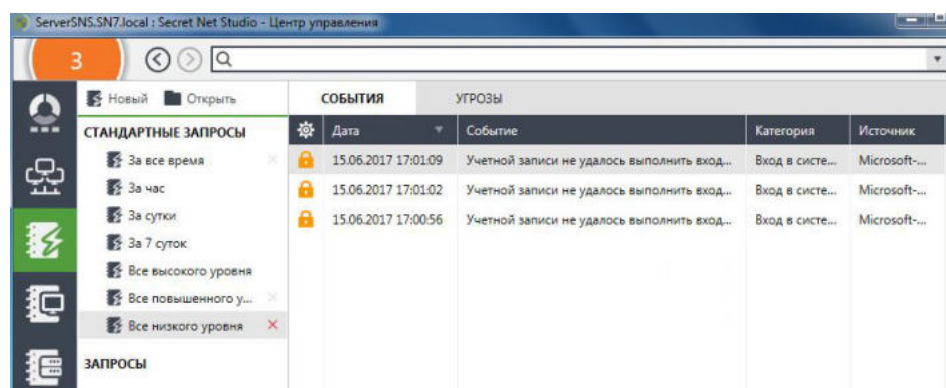 ServerSNS.SN7.local : Secret Net Studio - Центр управления
3
Новый Открыть
СОБЫТИЯ УГРОЗЫ
СТАНДАРТНЫЕ ЗАПРОСЫ
Дата Событие Категория Источник
За все время
15.06.2017 17:01:09 Учетной записи не удалось выполнить вход... Вход в систе... Microsoft-...
За час
15.06.2017 17:01:02 Учетной записи не удалось выполнить вход... Вход в систе... Microsoft-...
За сутки
15.06.2017 17:00:56 Учетной записи не удалось выполнить вход... Вход в систе... Microsoft-...
За 7 суток
Все высокого уровня
Все повышенного у...
Все низкого уровня
ЗАПРОСЫ